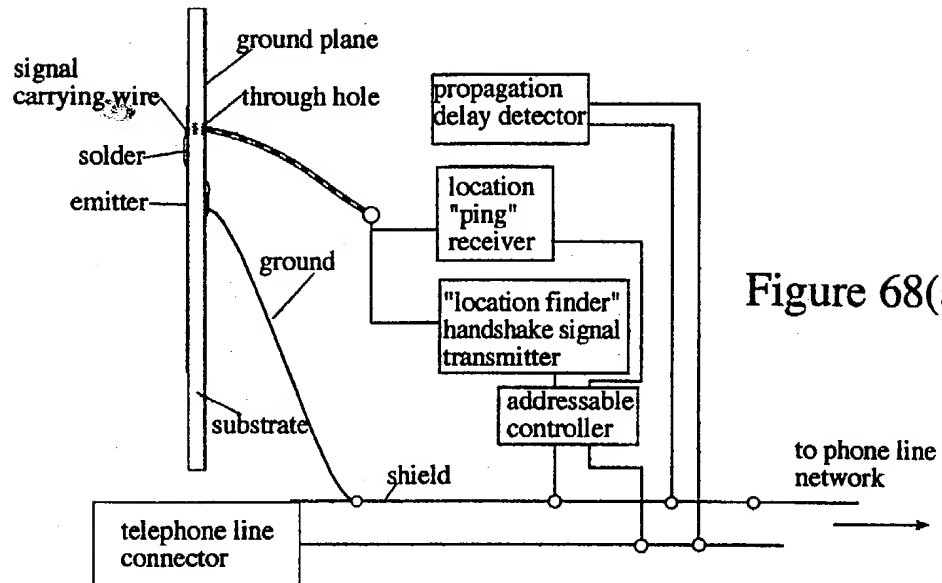 ground plane
signal
carrying wire
through hole
solder
emitter
ground
substrate
shield
propagation
delay detector
location
"ping"
receiver
"location finder"
handshake signal
transmitter
addressable
controller
Figure 68(
to phone line
network
telephone line
connector